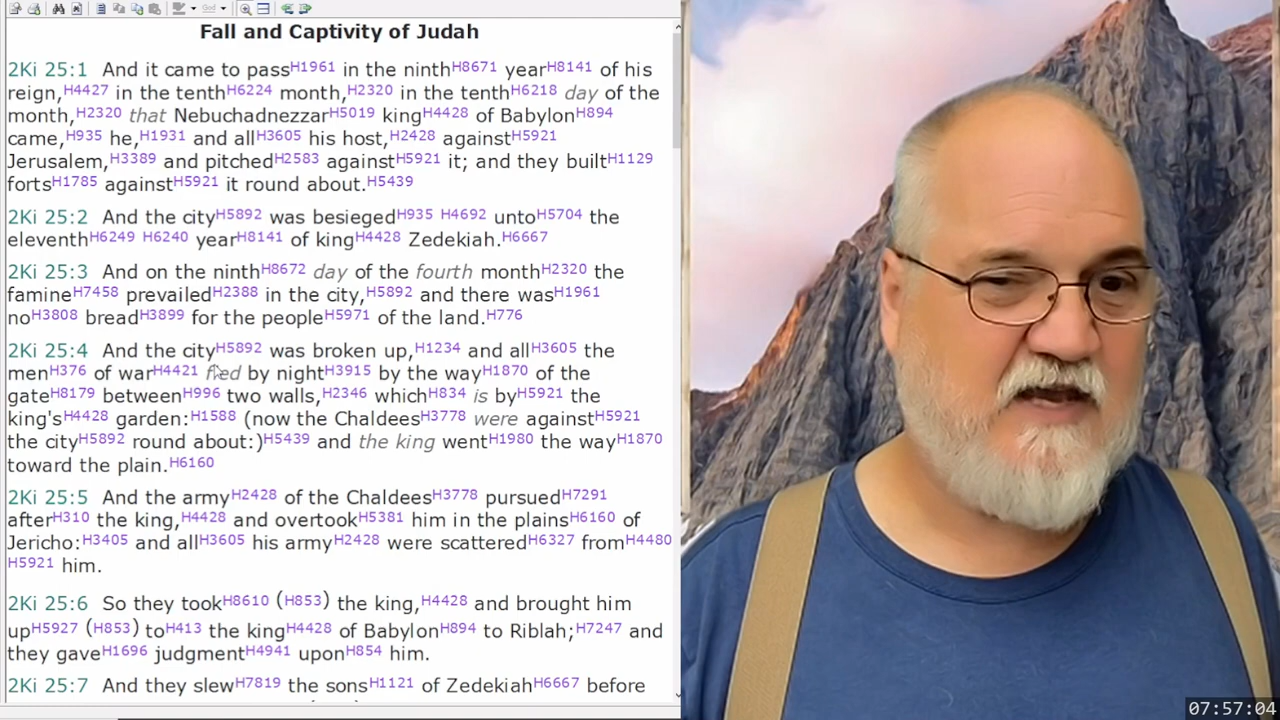 Fall and Captivity of Judah
2Ki 25:1 And it came to passH1961 in the ninthH8671 yearH8141 of his
reign,H4427 in the tenthH6224 month,H2320 in the tenthH6218 day of the
month,H2320 that NebuchadnezzarH5019 kingH4428 of BabylonH894
came,H935 he,H1931 and allH3605 his host,H2428 againstH5921
Jerusalem,H3389 and pitchedH2583 againstH5921 it; and they builtH1129
fortsH1785 againstH5921 it round about.H5439
2Ki 25:2 And the cityH5892 was besiegedH935 H4692 untoH5704 the
eleventhH6249 H6240 yearH8141 of kingH4428 Zedekiah.H6667
2Ki 25:3 And on the ninthH8672 day of the fourth monthH2320 the
famineH7458 prevailedH2388 in the city,H5892 and there wasH1961
noH3808 breadH3899 for the peopleH5971 of the land.H776
2Ki 25:4 And the cityH5892 was broken up,H1234 and allH3605 the
menH376 of warH4421 fled by nightH3915 by the wayH1870 of the
gateH8179 betweenH996 two walls,H2346 whichH834 is byH5921 the
king'sH4428 garden:H1588 (now the ChaldeesH3778 were againstH5921
the cityH5892 round about:)H5439 and the king wentH1980 the wayH1870
toward the plain.H6160
2Ki 25:5 And the armyH2428 of the ChaldeesH3778 pursuedH7291
afterH310 the king,H4428 and overtookH5381 him in the plainsH6160 of
Jericho:H3405 and allH3605 his armyH2428 were scatteredH6327 fromH4480
H5921 him.
2Ki 25:6 So they tookH8610 (H853) the king,H4428 and brought him
upH5927 (H853) toH413 the kingH4428 of BabylonH894 to Riblah;H7247 and
they gaveH1696 judgmentH4941 uponH854 him.
2Ki 25:7 And they slewH7819 the sonsH1121 of ZedekiahH6667 before
07:57:04